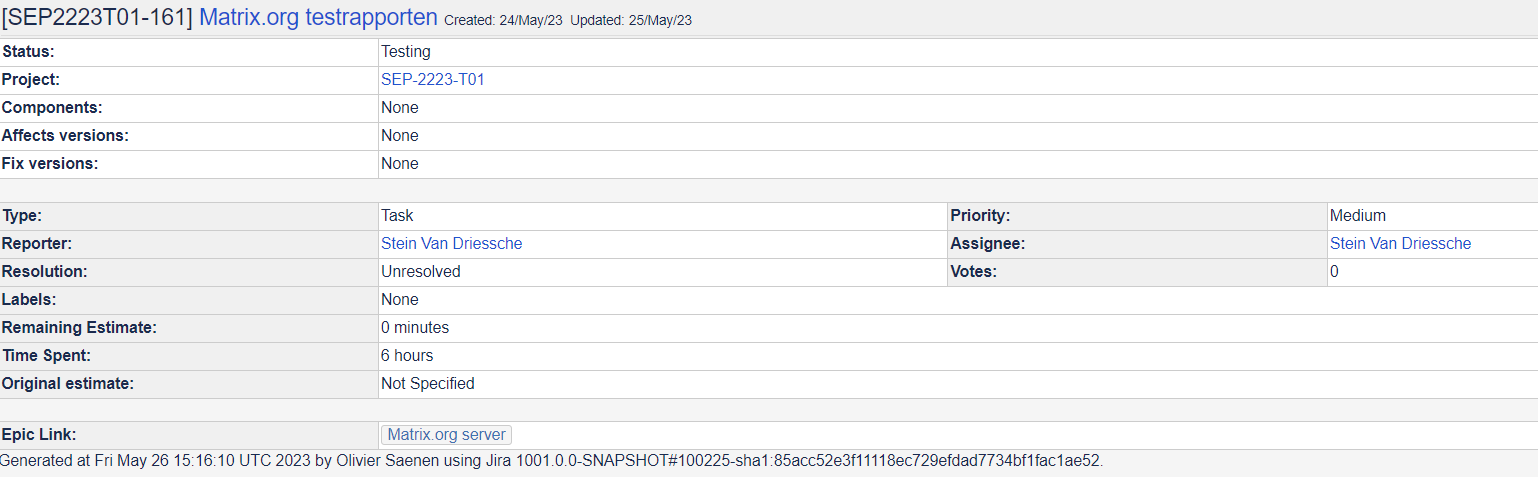 [SEP2223T01-161] Matrix.org testrapporten Created: 24/May/23 Updated: 25/May/23
Status: Testing
Project: SEP-2223-T01
Components: None
Affects versions: None
Fix versions: None
Type: Task Priority: Medium
Reporter: Stein Van Driessche Assignee: Stein Van Driessche
Resolution: Unresolved Votes: 0
Labels: None
Remaining Estimate: 0 minutes
Time Spent: 6 hours
Original estimate: Not Specified
Epic Link: Matrix.org server
Generated at Fri May 26 15:16:10 UTC 2023 by Olivier Saenen using Jira 1001.0.0-SNAPSHOT#100225-sha1:85acc52e3f11118ec729efdad7734bf1fac1ae52.